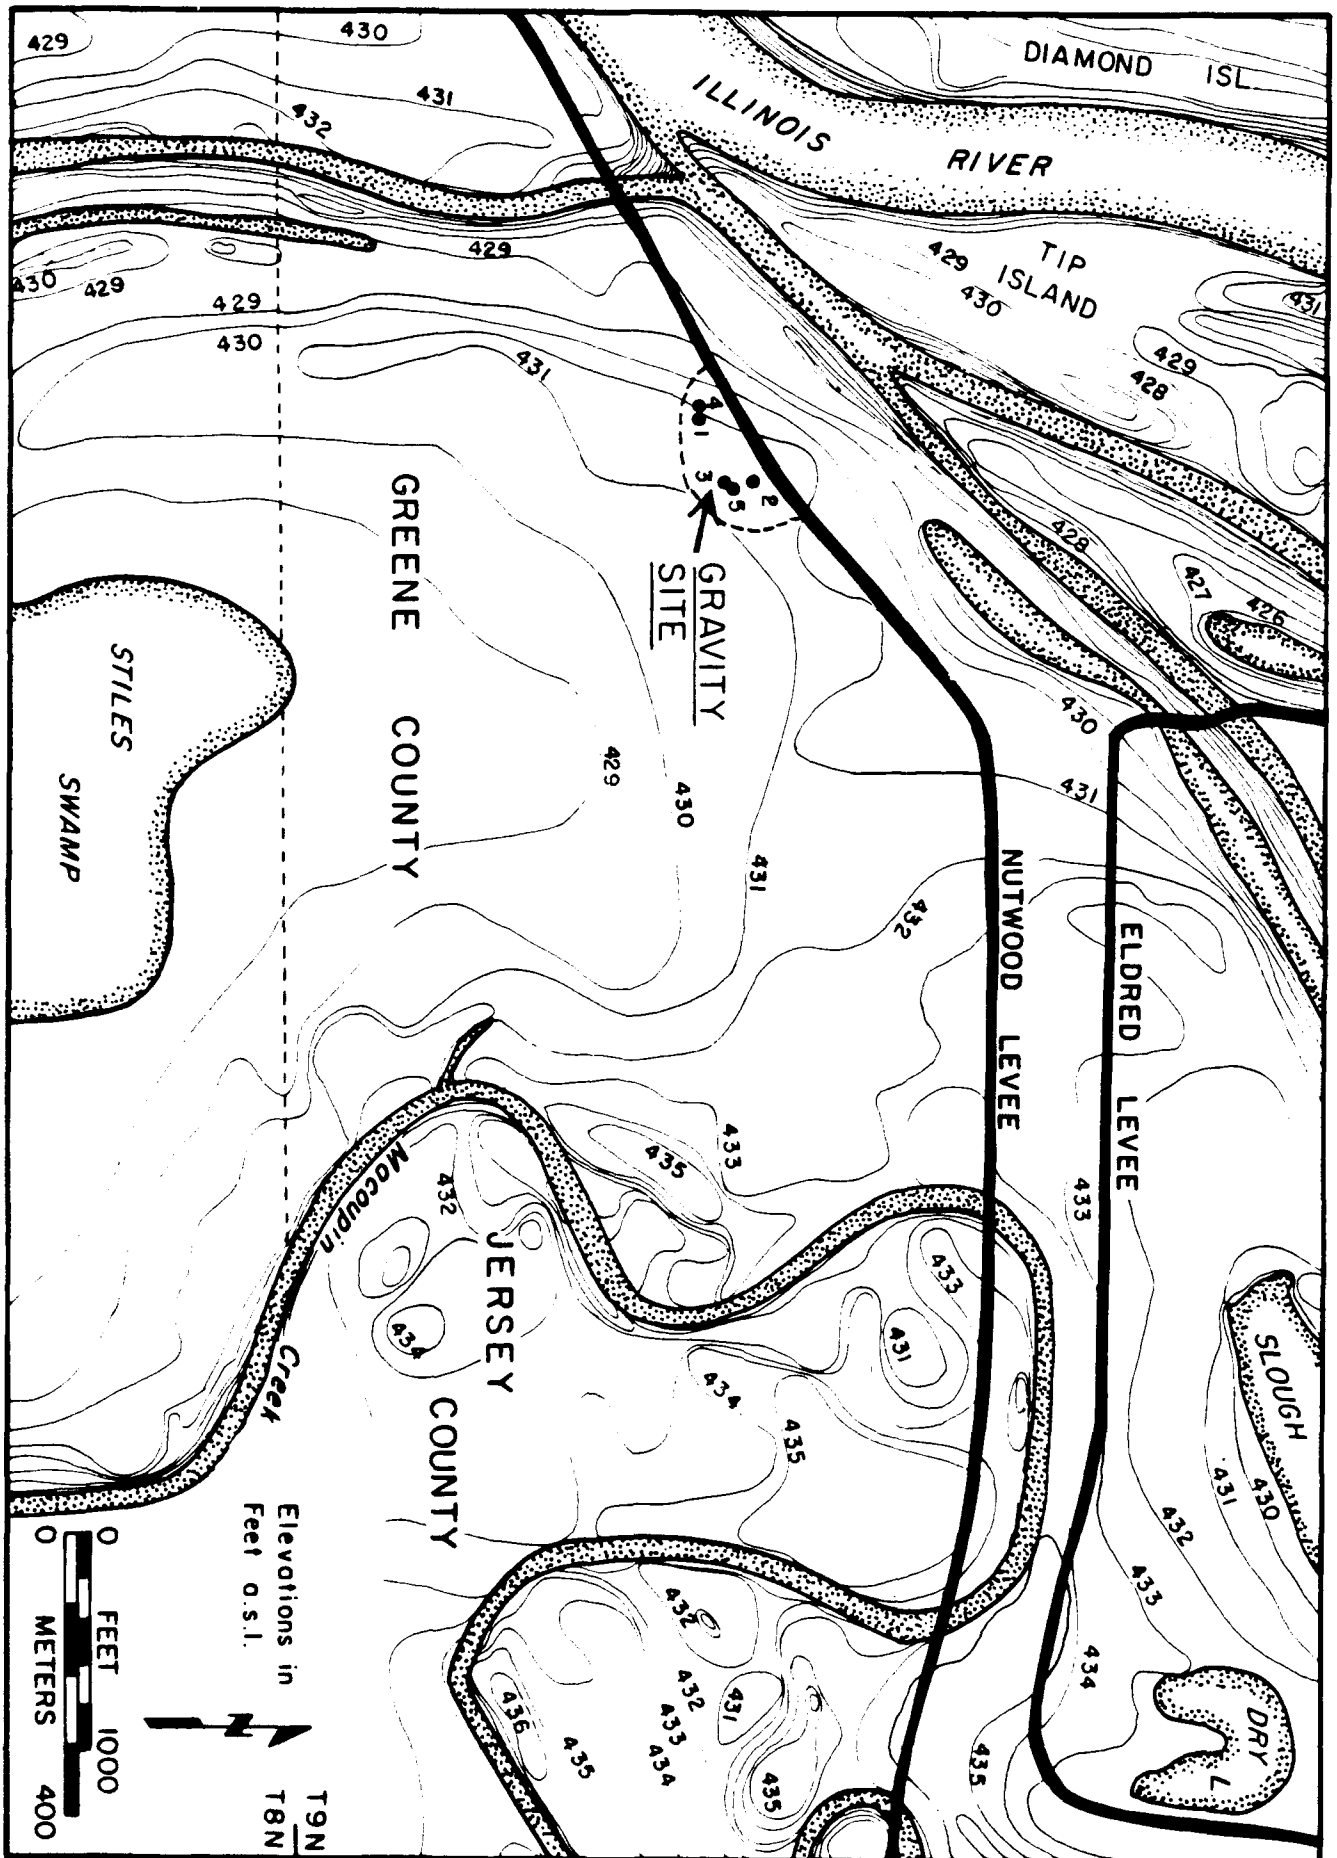 429
430
431
432
DIAMOND ISL.
ILLINOIS RIVER
TIP
ISLAND
429
430
431
429
428
430
429
429
429
430
431
4
1
3
5
2
GRAVITY
SITE
428
427
426
GREENE COUNTY
STILES SWAMP
429
430
431
430
431
432
NUTWOOD LEVEE
ELDRED LEVEE
433
433
435
432
Macoupin Creek
JERSEY COUNTY
434
433
431
434
435
SLOUGH
430
431
432
433
434
435
DRY L
432
432
431
433
434
435
436
435
Elevations in
Feet a.s.l.
0 FEET 1000
0 METERS 400
N
T9N
T8N